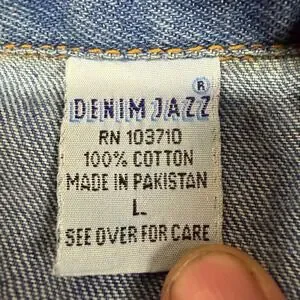 DENIM JAZZ®
RN 103710
100% COTTON
MADE IN PAKISTAN
L
SEE OVER FOR CARE